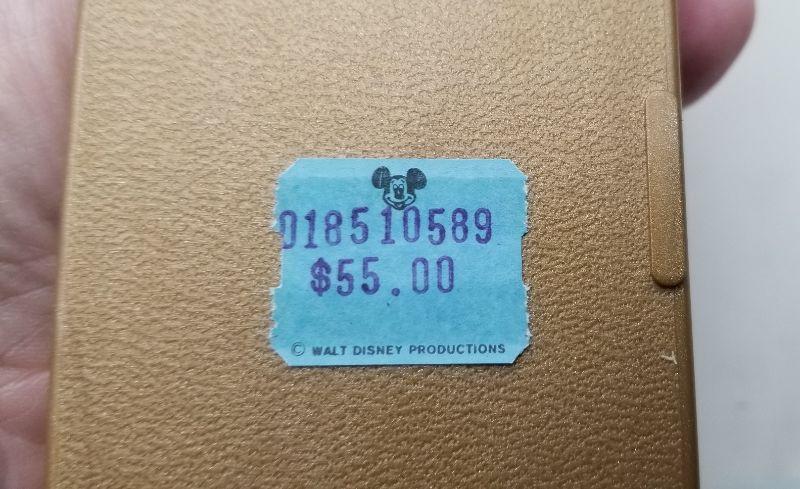 018510589
$55.00
© WALT DISNEY PRODUCTIONS